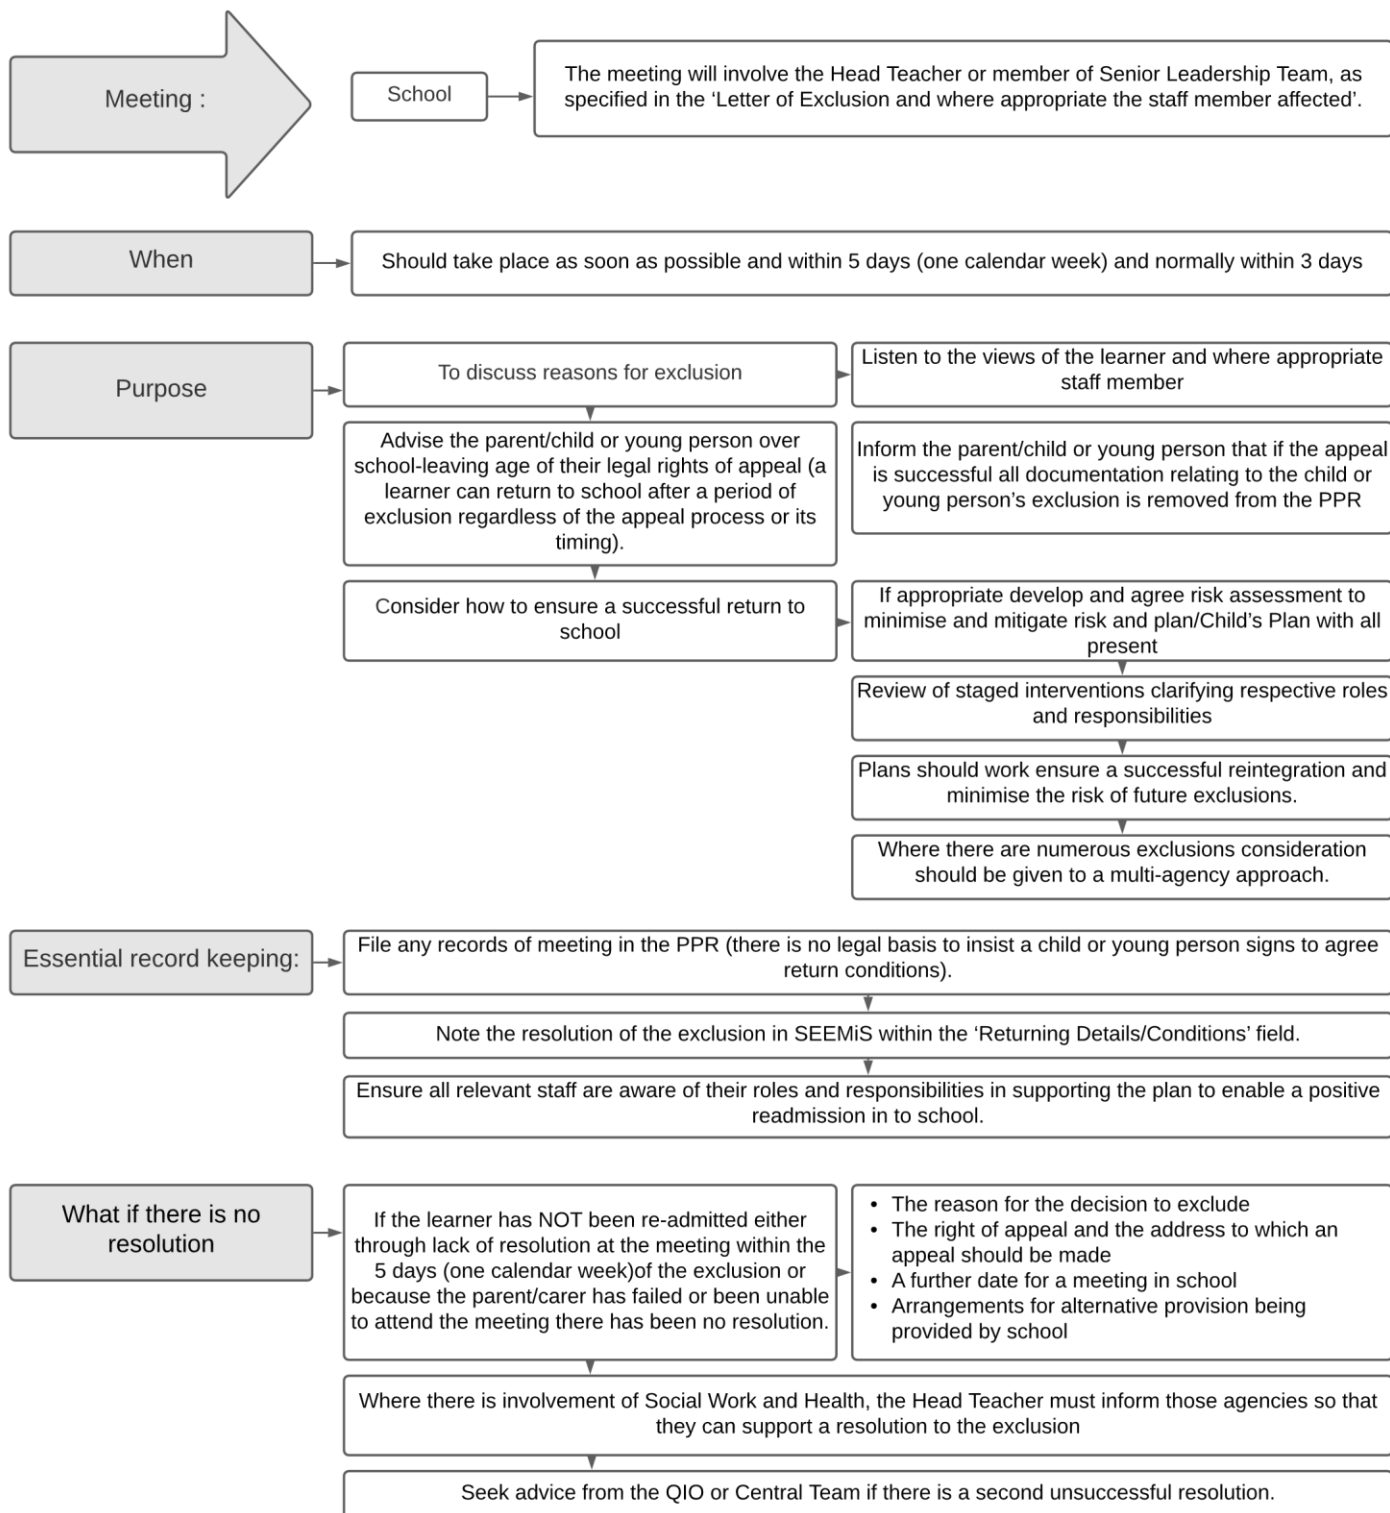 Meeting :
School
The meeting will involve the Head Teacher or member of Senior Leadership Team, as
specified in the ‘Letter of Exclusion and where appropriate the staff member affected’.
When
Should take place as soon as possible and within 5 days (one calendar week) and normally within 3 days
Purpose
To discuss reasons for exclusion
Listen to the views of the learner and where appropriate
staff member
Advise the parent/child or young person over
school-leaving age of their legal rights of appeal (a
learner can return to school after a period of
exclusion regardless of the appeal process or its
timing).
Inform the parent/child or young person that if the appeal
is successful all documentation relating to the child or
young person’s exclusion is removed from the PPR
Consider how to ensure a successful return to
school
If appropriate develop and agree risk assessment to
minimise and mitigate risk and plan/Child’s Plan with all
present
Review of staged interventions clarifying respective roles
and responsibilities
Plans should work ensure a successful reintegration and
minimise the risk of future exclusions.
Where there are numerous exclusions consideration
should be given to a multi-agency approach.
Essential record keeping:
File any records of meeting in the PPR (there is no legal basis to insist a child or young person signs to agree
return conditions).
Note the resolution of the exclusion in SEEMiS within the ‘Returning Details/Conditions’ field.
Ensure all relevant staff are aware of their roles and responsibilities in supporting the plan to enable a positive
readmission in to school.
What if there is no
resolution
If the learner has NOT been re-admitted either
through lack of resolution at the meeting within the
5 days (one calendar week)of the exclusion or
because the parent/carer has failed or been unable
to attend the meeting there has been no resolution.
• The reason for the decision to exclude
• The right of appeal and the address to which an
appeal should be made
• A further date for a meeting in school
• Arrangements for alternative provision being
provided by school
Where there is involvement of Social Work and Health, the Head Teacher must inform those agencies so that
they can support a resolution to the exclusion
Seek advice from the QIO or Central Team if there is a second unsuccessful resolution.